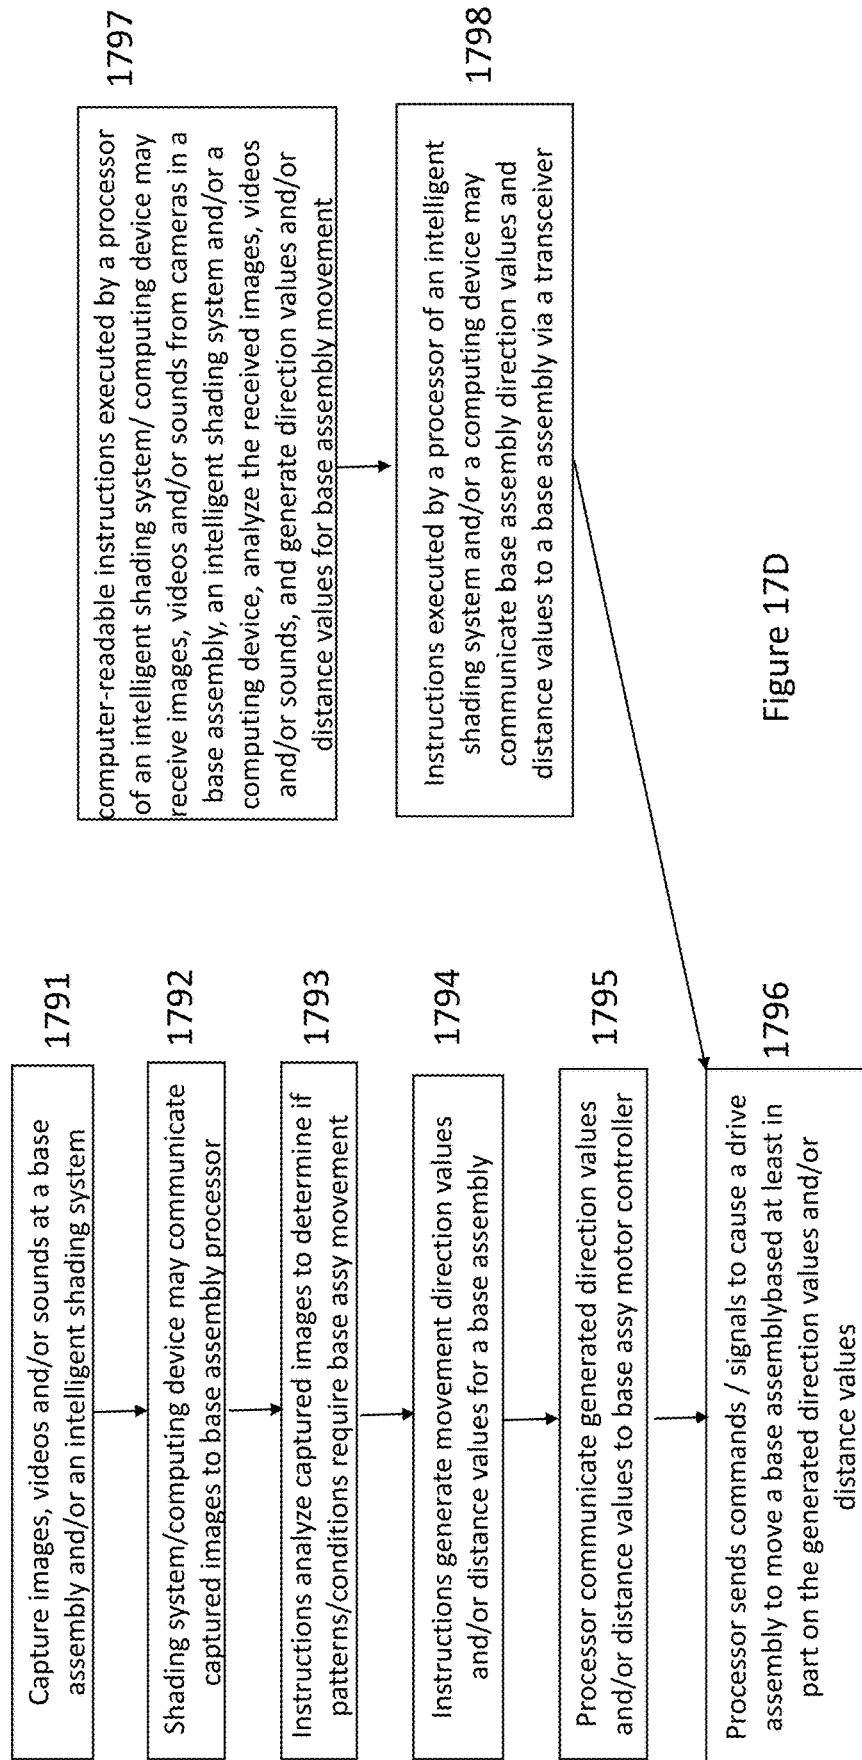 Capture images, videos and/or sounds at a base
assembly and/or an intelligent shading system
1791
Shading system/computing device may communicate
captured images to base assembly processor
1792
Instructions analyze captured images to determine if
patterns/conditions require base assy movement
1793
Instructions generate movement direction values
and/or distance values for a base assembly
1794
Processor communicate generated direction values
and/or distance values to base assy motor controller
1795
Processor sends commands / signals to cause a drive
assembly to move a base assemblybased at least in
part on the generated direction values and/or
distance values
1796
computer-readable instructions executed by a processor
of an intelligent shading system/ computing device may
receive images, videos and/or sounds from cameras in a
base assembly, an intelligent shading system and/or a
computing device, analyze the received images, videos
and/or sounds, and generate direction values and/or
distance values for base assembly movement
1797
Instructions executed by a processor of an intelligent
shading system and/or a computing device may
communicate base assembly direction values and
distance values to a base assembly via a transceiver
1798
Figure 17D